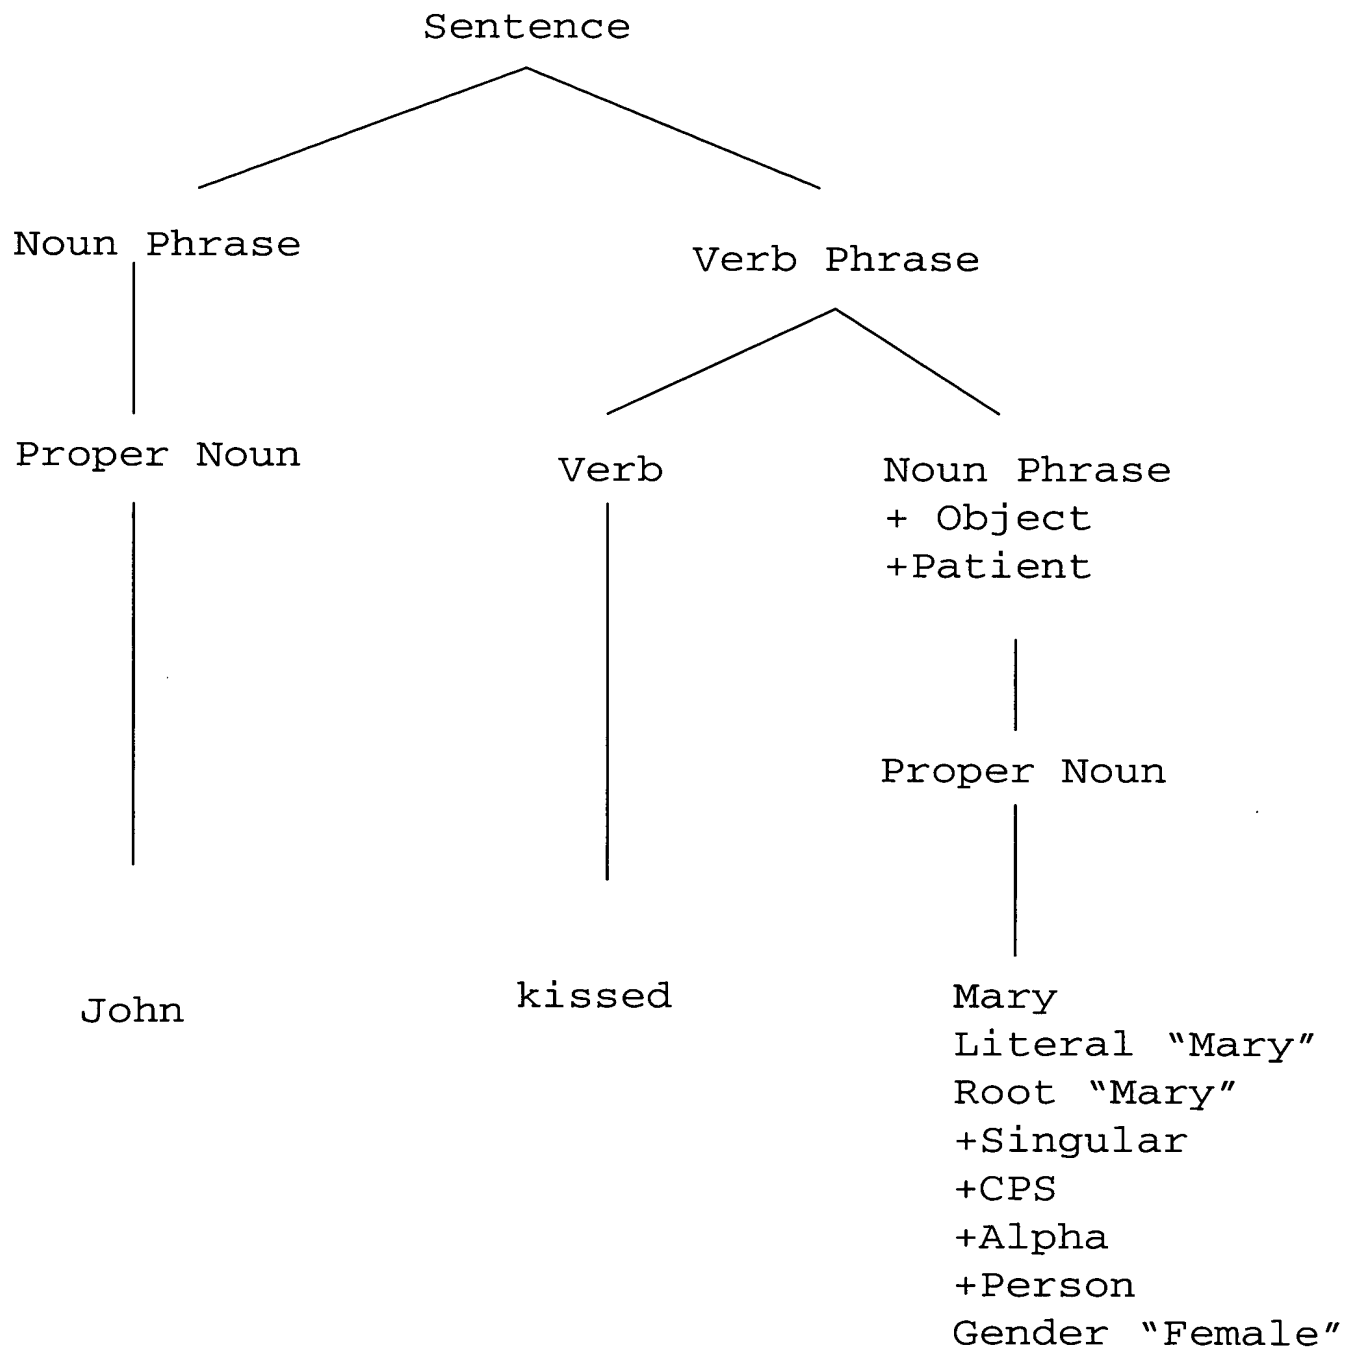 Sentence
Noun Phrase
Verb Phrase
Proper Noun
Verb
Noun Phrase
+ Object
+Patient
Proper Noun
John
kissed
Mary
Literal “Mary”
Root “Mary”
+Singular
+CPS
+Alpha
+Person
Gender “Female”